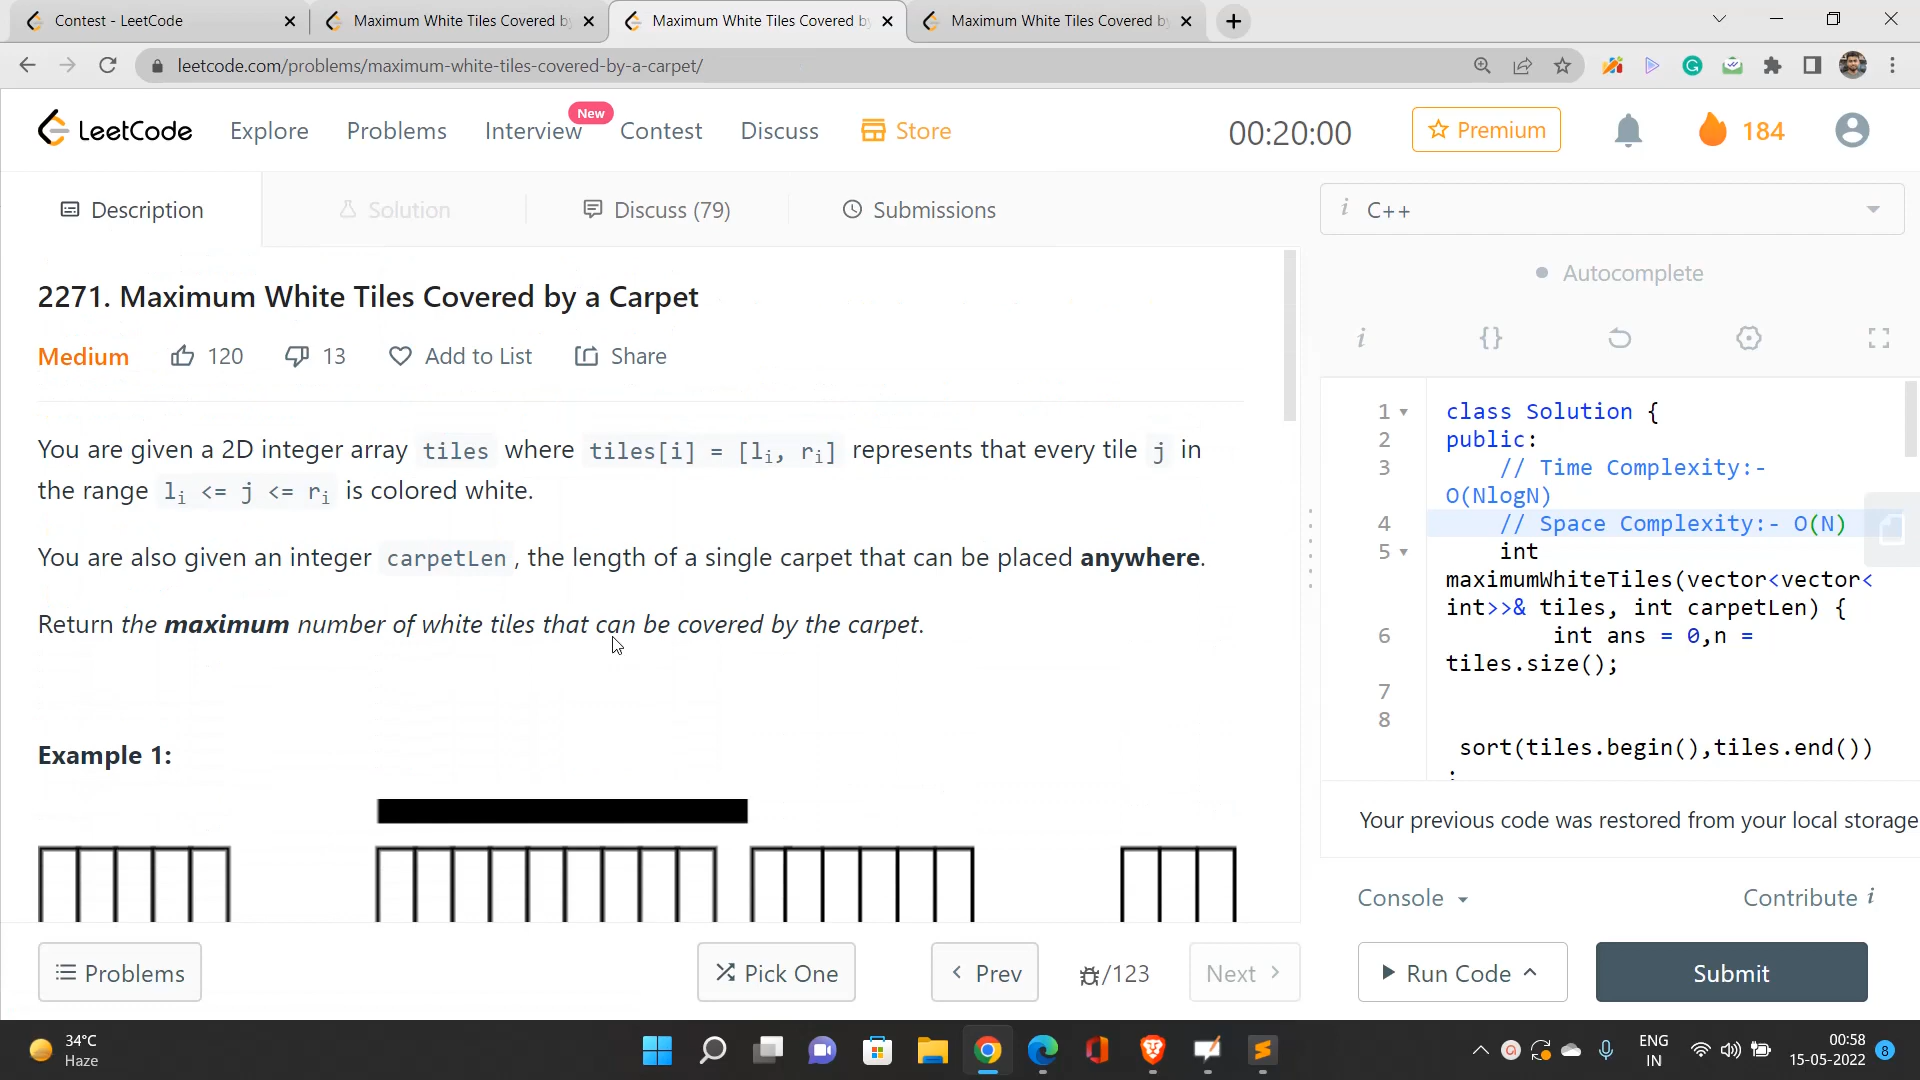 Contest - LeetCode
Maximum White Tiles Covered by
Maximum White Tiles Covered by
Maximum White Tiles Covered by
leetcode.com/problems/maximum-white-tiles-covered-by-a-carpet/
LeetCode
Explore
Problems
Interview
New
Contest
Discuss
Store
00:20:00
Premium
184
Description
Solution
Discuss (79)
Submissions
i C++
Autocomplete
2271. Maximum White Tiles Covered by a Carpet
Medium 120 13 Add to List Share
You are given a 2D integer array tiles where tiles[i] = [li, ri] represents that every tile j in
the range li <= j <= ri is colored white.
You are also given an integer carpetLen, the length of a single carpet that can be placed anywhere.
Return the maximum number of white tiles that can be covered by the carpet.
Example 1:
i {}
1 class Solution {
2 public:
3 // Time Complexity:-
O(NlogN)
4 // Space Complexity:- O(N)
5 int
maximumWhiteTiles(vector<vector<
int>>& tiles, int carpetLen) {
6 int ans = 0,n =
tiles.size();
7
8
sort(tiles.begin(),tiles.end())
;
Your previous code was restored from your local storage
Console
Contribute i
Problems
Pick One
< Prev
/123
Next >
Run Code
Submit
34°C
Haze
ENG
IN
00:58
15-05-2022
8